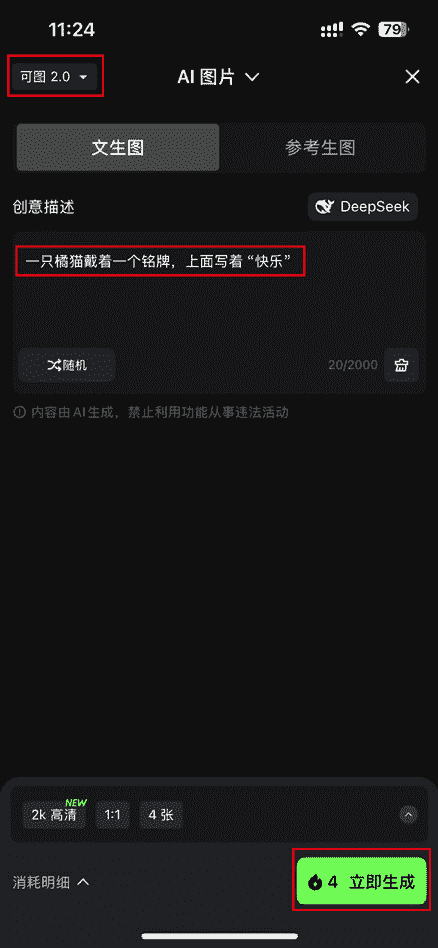 11:24
79
可图 2.0
AI 图片
文生图
参考生图
创意描述
DeepSeek
一只橘猫戴着一个铭牌，上面写着“快乐”
随机
20/2000
内容由 AI 生成，禁止利用功能从事违法活动
NEW
2k 高清
1:1
4 张
消耗明细
4 立即生成